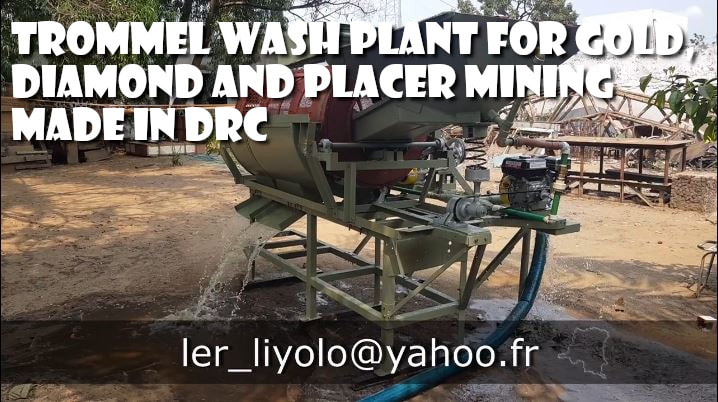 TROMMEL WASH PLANT FOR GOLD,
DIAMOND AND PLACER MINING
MADE IN DRC
ler_liyolo@yahoo.fr